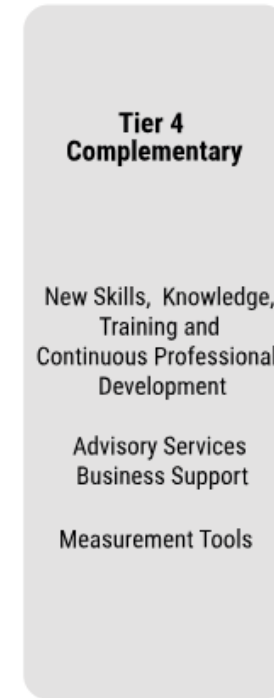 Tier 4
Complementary
New Skills, Knowledge,
Training and
Continuous Professional
Development
Advisory Services
Business Support
Measurement Tools